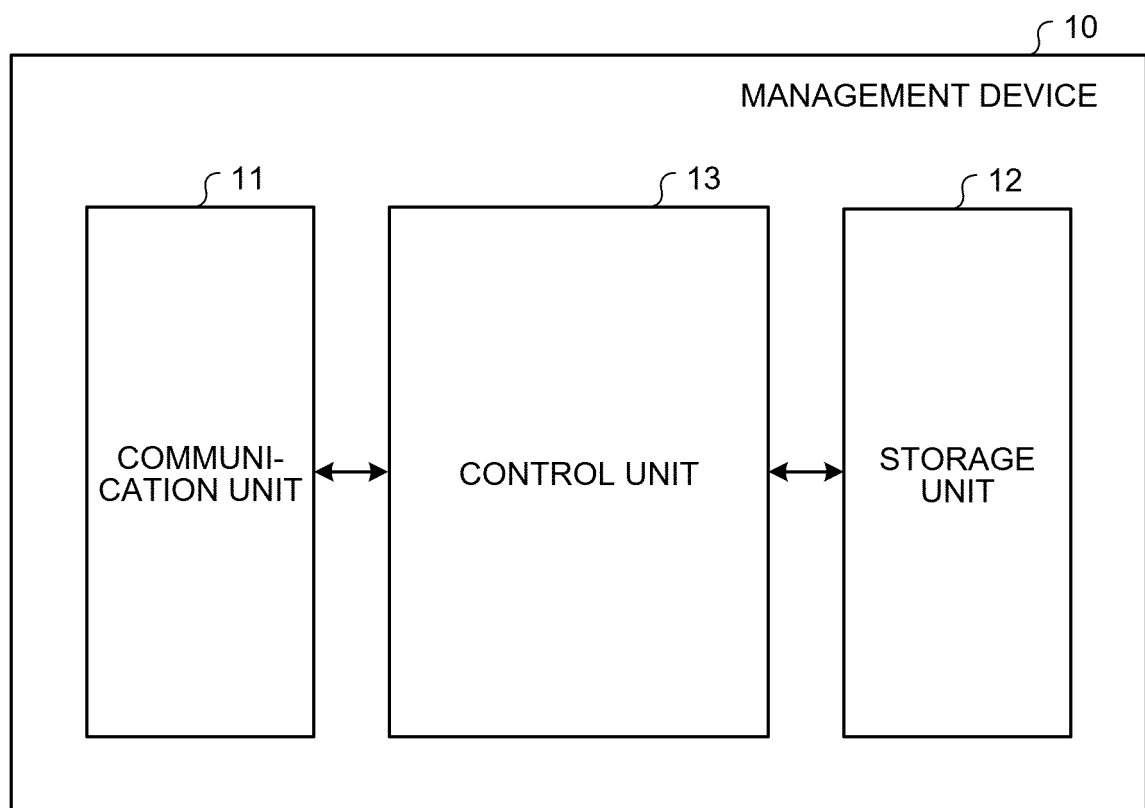 10
MANAGEMENT DEVICE
11
13
12
COMMUNI-
CATION UNIT
CONTROL UNIT
STORAGE
UNIT